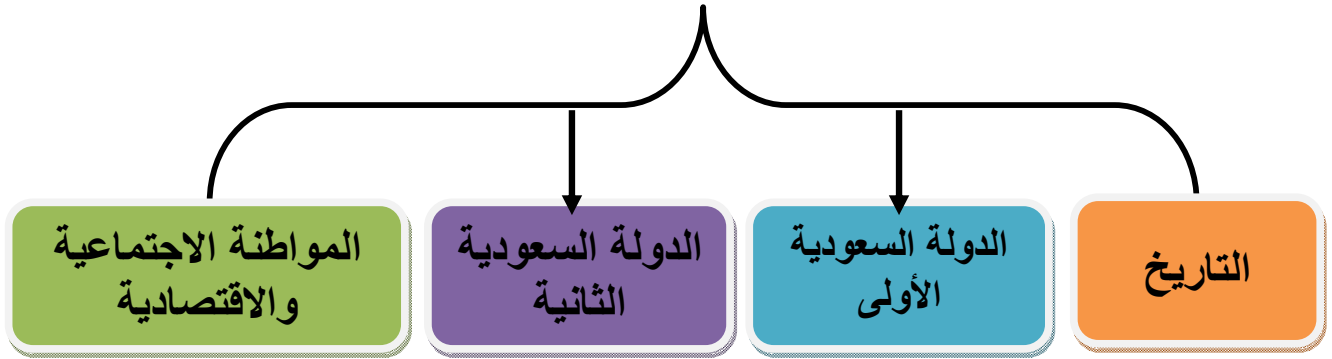 التاريخ
الدولة السعودية
الأولى
الدولة السعودية
الثانية
المواطنة الاجتماعية
والاقتصادية